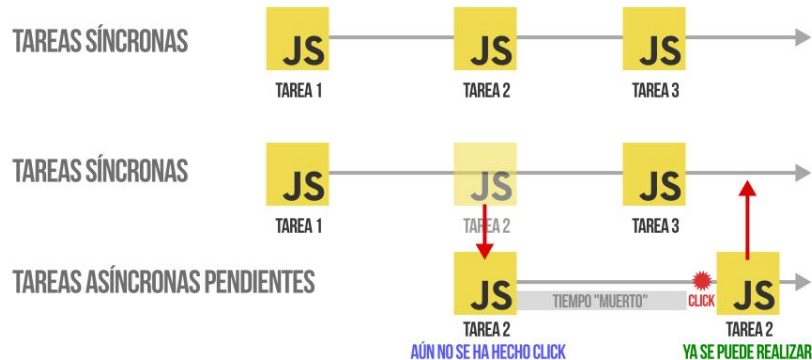 TAREAS SÍNCRONAS
JS JS JS
TAREA 1 TAREA 2 TAREA 3
TAREAS SÍNCRONAS
JS JS JS
TAREA 1 TAREA 2 TAREA 3
TAREAS ASÍNCRONAS PENDIENTES
JS TIEMPO "MUERTO" CLICK JS
TAREA 2 TAREA 2
AÚN NO SE HA HECHO CLICK YA SE PUEDE REALIZAR